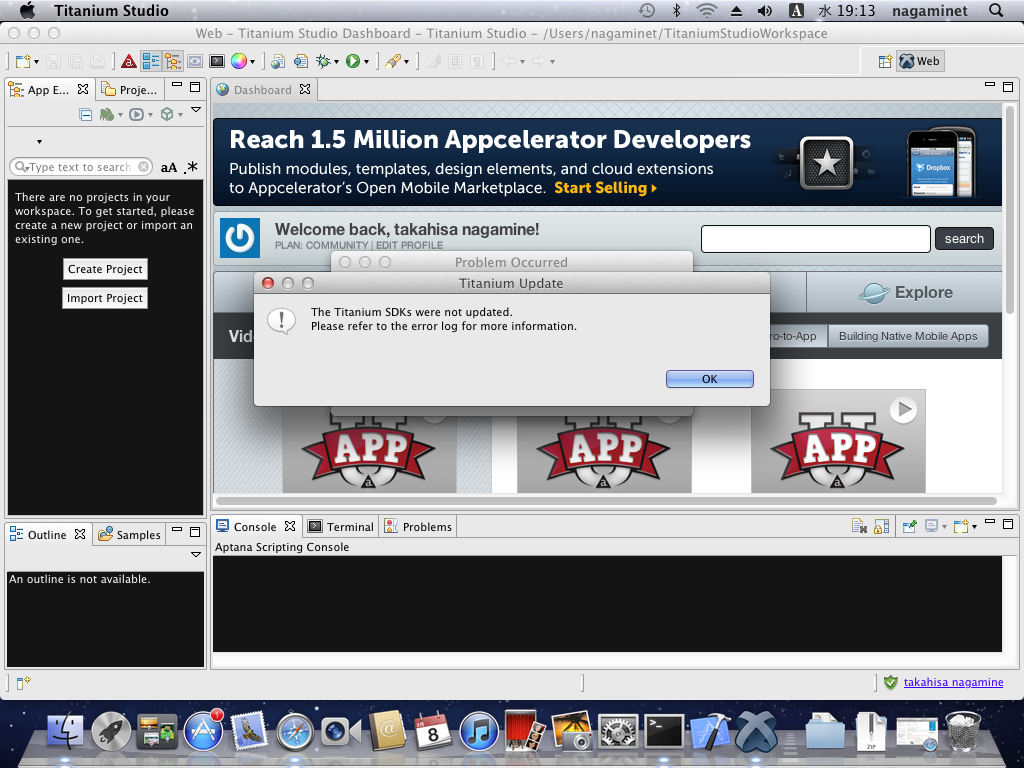 Titanium Studio
A
水 19:13
nagaminet
Web – Titanium Studio Dashboard – Titanium Studio – /Users/nagaminet/TitaniumStudioWorkspace
Web
App E...
Proje...
Type text to search
aA
.*
There are no projects in your
workspace. To get started, please
create a new project or import an
existing one.
Create Project
Import Project
Dashboard
Reach 1.5 Million Appcelerator Developers
Publish modules, templates, design elements, and cloud extensions
to Appcelerator's Open Mobile Marketplace. Start Selling
Dropbox
Welcome back, takahisa nagamine!
PLAN: COMMUNITY | EDIT PROFILE
search
Problem Occurred
Titanium Update
The Titanium SDKs were not updated.
Please refer to the error log for more information.
OK
Explore
Vid
ro-to-App
Building Native Mobile Apps
U
APP
a
U
APP
a
U
APP
a
Outline
Samples
An outline is not available.
Console
Terminal
Problems
Aptana Scripting Console
takahisa nagamine
1
8
ZIP